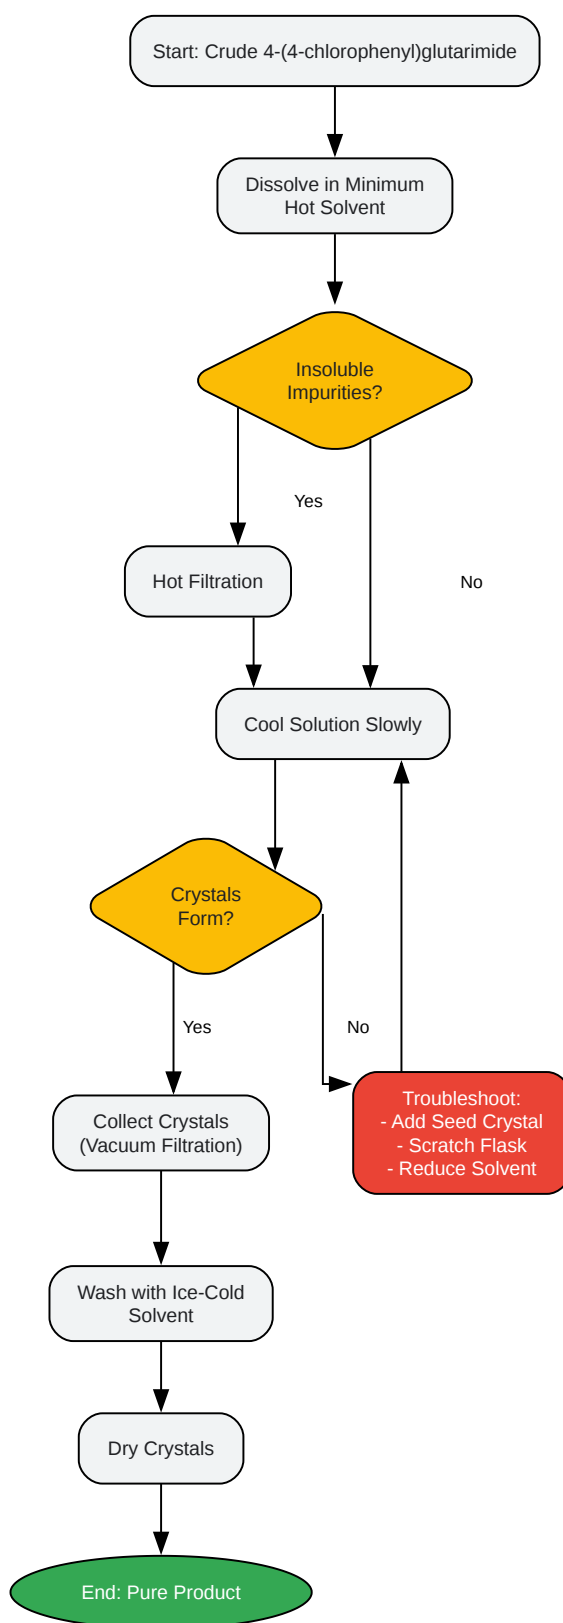 Start: Crude 4-(4-chlorophenyl)glutarimide
Dissolve in Minimum
Hot Solvent
Insoluble
Impurities?
Yes
Hot Filtration
No
Cool Solution Slowly
Crystals
Form?
Yes
No
Collect Crystals
(Vacuum Filtration)
Troubleshoot:
- Add Seed Crystal
- Scratch Flask
- Reduce Solvent
Wash with Ice-Cold
Solvent
Dry Crystals
End: Pure Product